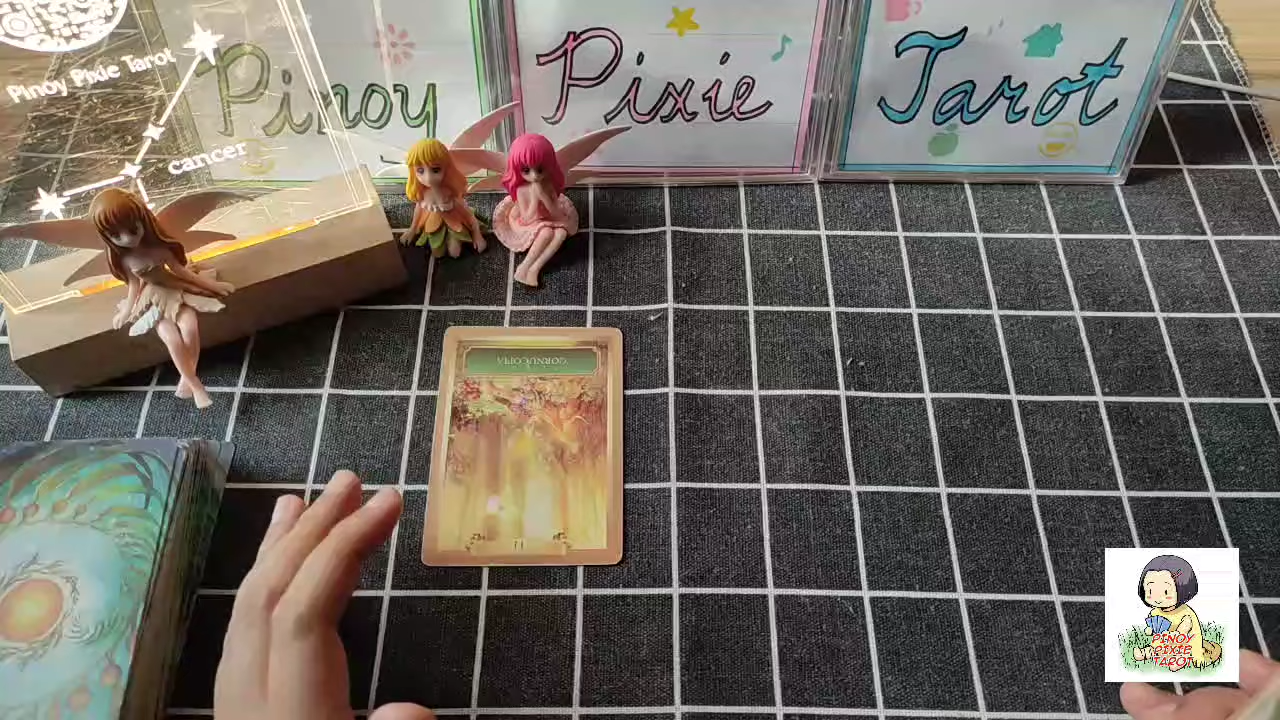 Pinoy Pixie Tarot
cancer
Pinoy
Pixie
Tarot
CORNUCOPIA
PINOY
PIXIE
TAROT